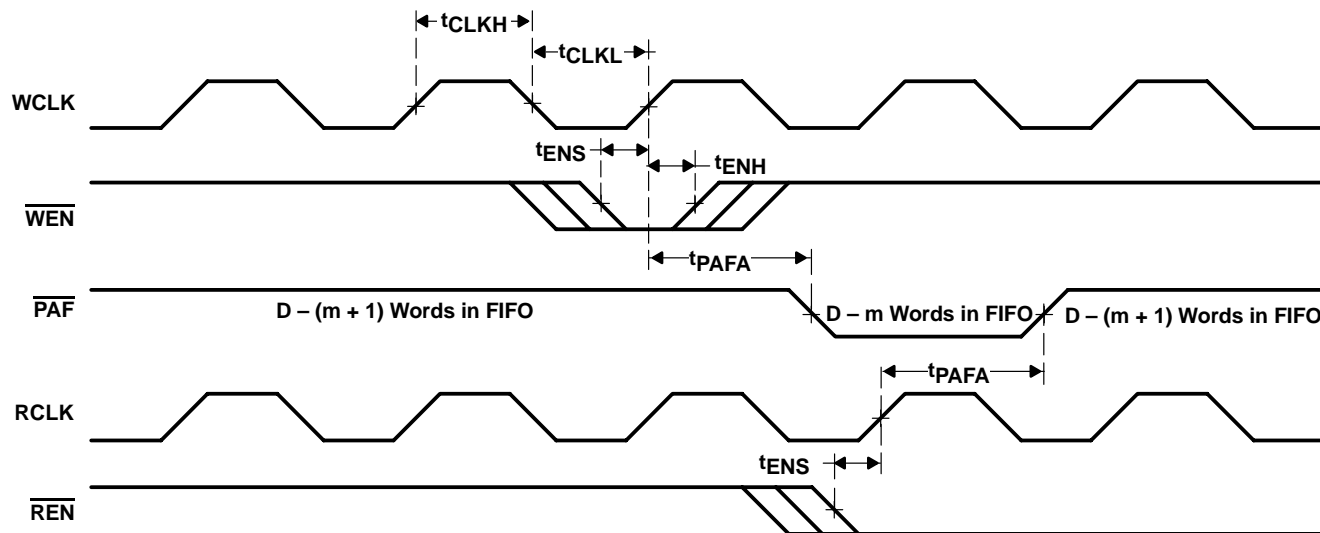 tCLKH
tCLKL
WCLK
tENS
tENH
WEN
tPAFA
PAF
D – (m + 1) Words in FIFO
D – m Words in FIFO
D – (m + 1) Words in FIFO
tPAFA
RCLK
tENS
REN